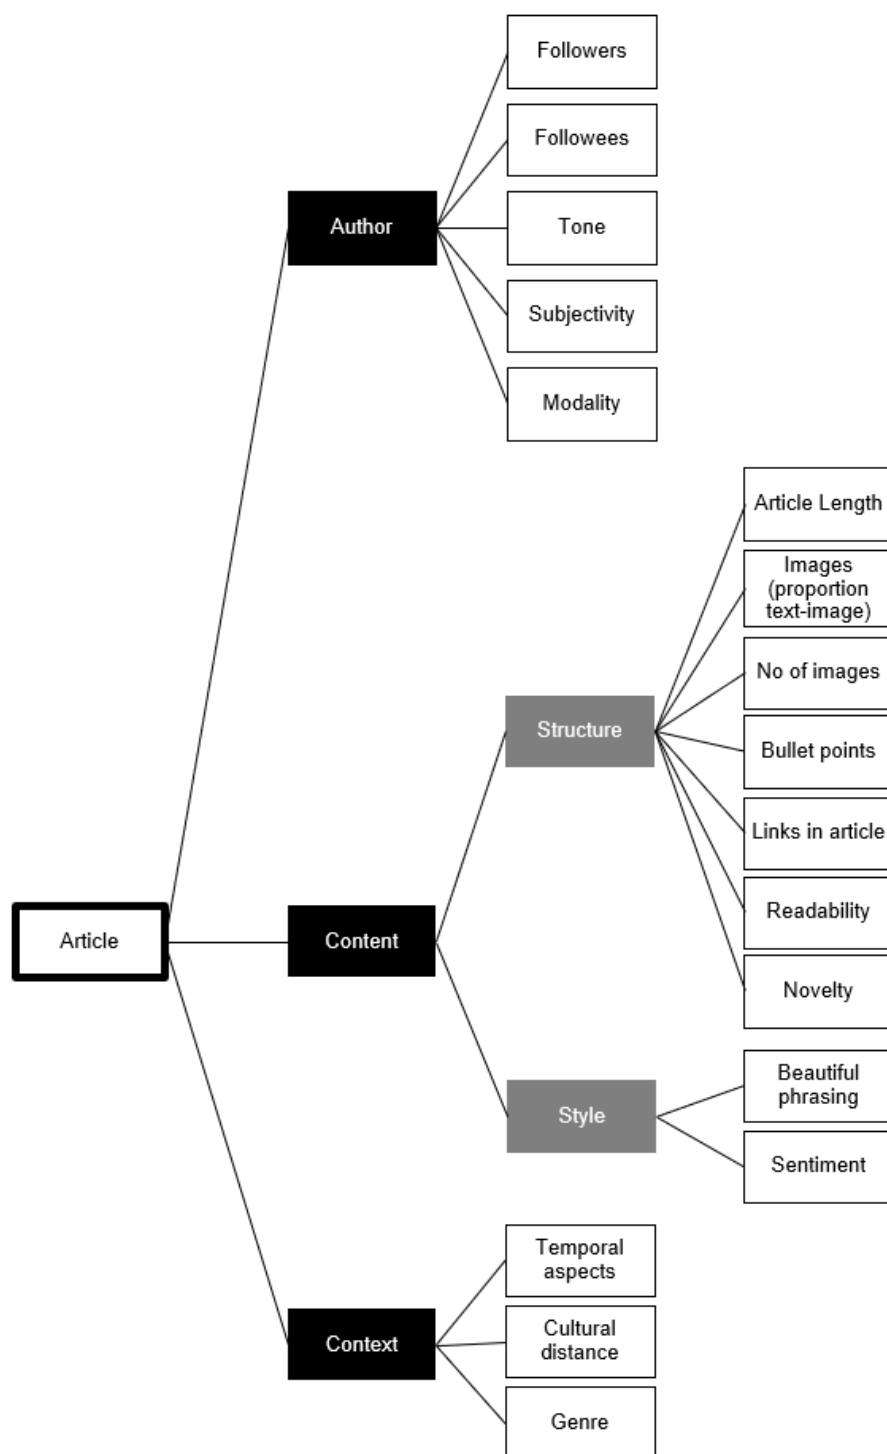 Followers
Followees
Author
Tone
Subjectivity
Modality
Article Length
Images
(proportion
text-image)
No of images
Structure
Bullet points
Links in article
Readability
Article
Content
Novelty
Beautiful
phrasing
Style
Sentiment
Temporal
aspects
Context
Cultural
distance
Genre